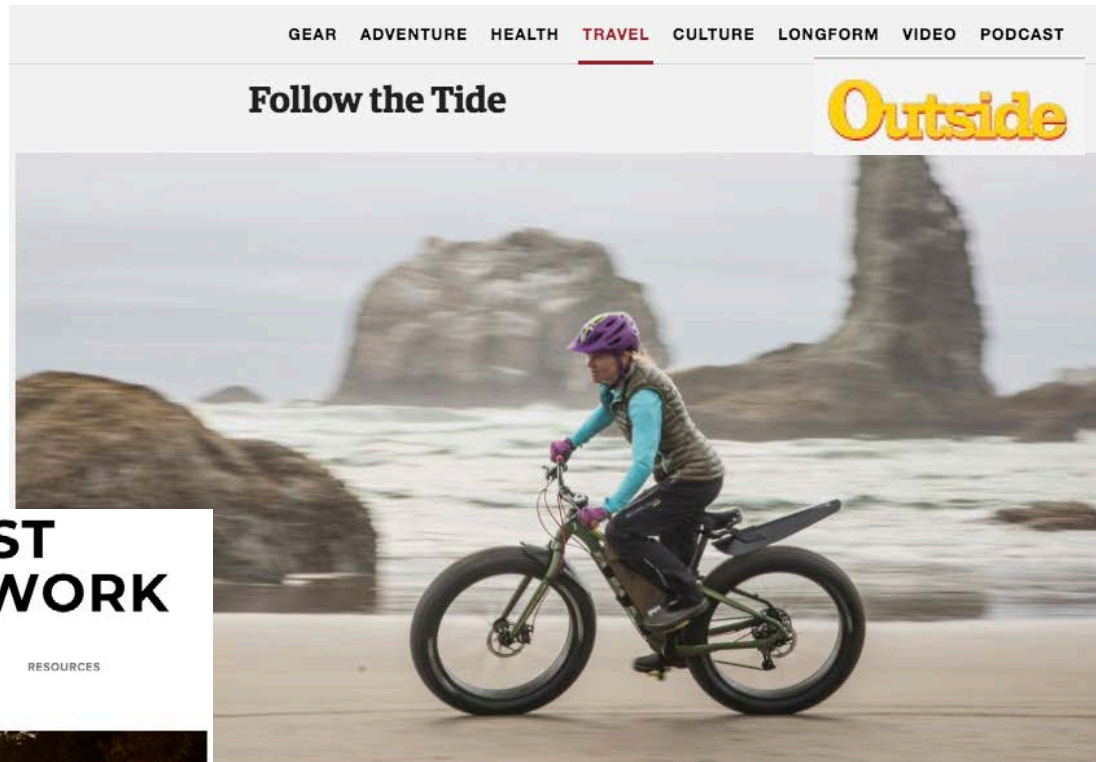 GEAR ADVENTURE HEALTH TRAVEL CULTURE LONGFORM VIDEO PODCAST
Follow the Tide
Outside
ST
WORK
RESOURCES